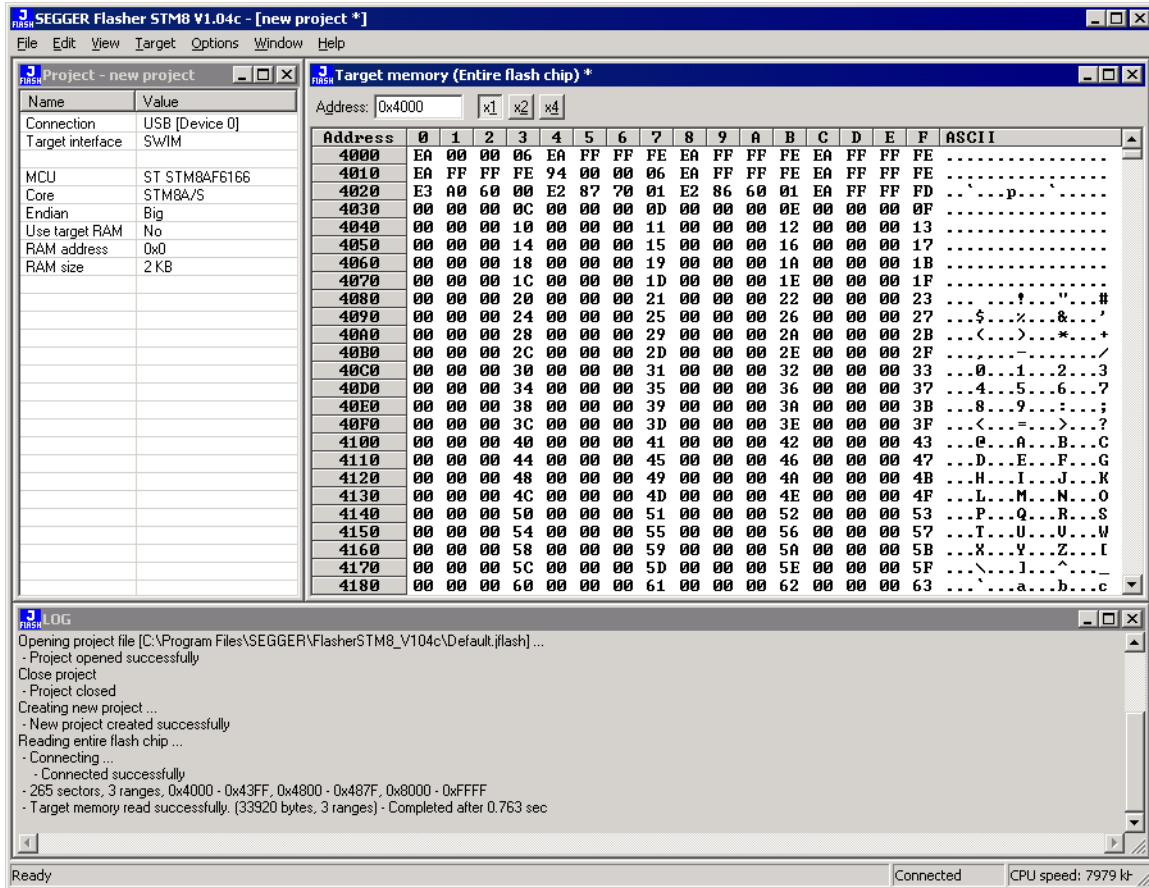 SEGGER Flasher STM8 V1.04c - [new project *]
File Edit View Target Options Window Help
Project - new project
Name Value
Connection USB [Device 0]
Target interface SWIM
MCU ST STM8AF6166
Core STM8A/S
Endian Big
Use target RAM No
RAM address 0x0
RAM size 2 KB
Target memory (Entire flash chip) *
Address: 0x4000 x1 x2 x4
Address 0 1 2 3 4 5 6 7 8 9 A B C D E F ASCII
4000 EA 00 00 06 EA FF FF FE EA FF FF FE EA FF FF FE ................
4010 EA FF FF FE 94 00 00 06 EA FF FF FE EA FF FF FE ................
4020 E3 A0 60 00 E2 87 70 01 E2 86 60 01 EA FF FF FD ..`...p...`.....
4030 00 00 00 0C 00 00 00 0D 00 00 00 0E 00 00 00 0F ................
4040 00 00 00 10 00 00 00 11 00 00 00 12 00 00 00 13 ................
4050 00 00 00 14 00 00 00 15 00 00 00 16 00 00 00 17 ................
4060 00 00 00 18 00 00 00 19 00 00 00 1A 00 00 00 1B ................
4070 00 00 00 1C 00 00 00 1D 00 00 00 1E 00 00 00 1F ................
4080 00 00 00 20 00 00 00 21 00 00 00 22 00 00 00 23 ... ...!..."...#
4090 00 00 00 24 00 00 00 25 00 00 00 26 00 00 00 27 ...$...%...&...'
40A0 00 00 00 28 00 00 00 29 00 00 00 2A 00 00 00 2B ...(...)...*...+
40B0 00 00 00 2C 00 00 00 2D 00 00 00 2E 00 00 00 2F ...,...-......./
40C0 00 00 00 30 00 00 00 31 00 00 00 32 00 00 00 33 ...0...1...2...3
40D0 00 00 00 34 00 00 00 35 00 00 00 36 00 00 00 37 ...4...5...6...7
40E0 00 00 00 38 00 00 00 39 00 00 00 3A 00 00 00 3B ...8...9...:...;
40F0 00 00 00 3C 00 00 00 3D 00 00 00 3E 00 00 00 3F ...<...=...>...?
4100 00 00 00 40 00 00 00 41 00 00 00 42 00 00 00 43 ...@...A...B...C
4110 00 00 00 44 00 00 00 45 00 00 00 46 00 00 00 47 ...D...E...F...G
4120 00 00 00 48 00 00 00 49 00 00 00 4A 00 00 00 4B ...H...I...J...K
4130 00 00 00 4C 00 00 00 4D 00 00 00 4E 00 00 00 4F ...L...M...N...O
4140 00 00 00 50 00 00 00 51 00 00 00 52 00 00 00 53 ...P...Q...R...S
4150 00 00 00 54 00 00 00 55 00 00 00 56 00 00 00 57 ...T...U...V...W
4160 00 00 00 58 00 00 00 59 00 00 00 5A 00 00 00 5B ...X...Y...Z...[
4170 00 00 00 5C 00 00 00 5D 00 00 00 5E 00 00 00 5F ...\...]...^..._
4180 00 00 00 60 00 00 00 61 00 00 00 62 00 00 00 63 ...`...a...b...c
LOG
Opening project file [C:\Program Files\SEGGER\FlasherSTM8_V104c\Default.jflash] ...
- Project opened successfully
Close project
- Project closed
Creating new project ...
- New project created successfully
Reading entire flash chip ...
- Connecting ...
- Connected successfully
- 265 sectors, 3 ranges, 0x4000 - 0x43FF, 0x4800 - 0x487F, 0x8000 - 0xFFFF
- Target memory read successfully. (33920 bytes, 3 ranges) - Completed after 0.763 sec
Ready Connected CPU speed: 7979 kH